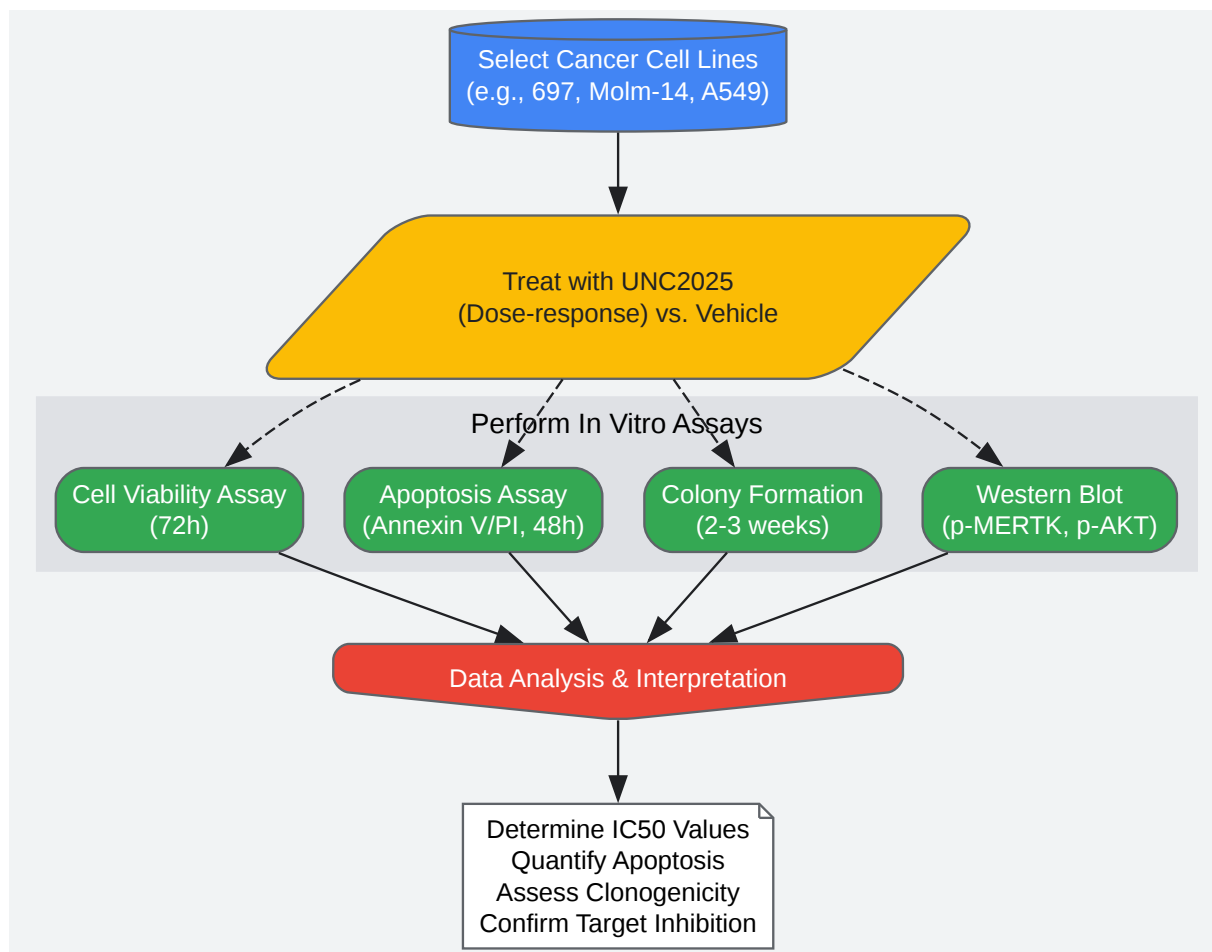 Select Cancer Cell Lines
(e.g., 697, Molm-14, A549)
Treat with UNC2025
(Dose-response) vs. Vehicle
Perform In Vitro Assays
Cell Viability Assay
(72h)
Apoptosis Assay
(Annexin V/PI, 48h)
Colony Formation
(2-3 weeks)
Western Blot
(p-MERTK, p-AKT)
Data Analysis & Interpretation
Determine IC50 Values
Quantify Apoptosis
Assess Clonogenicity
Confirm Target Inhibition